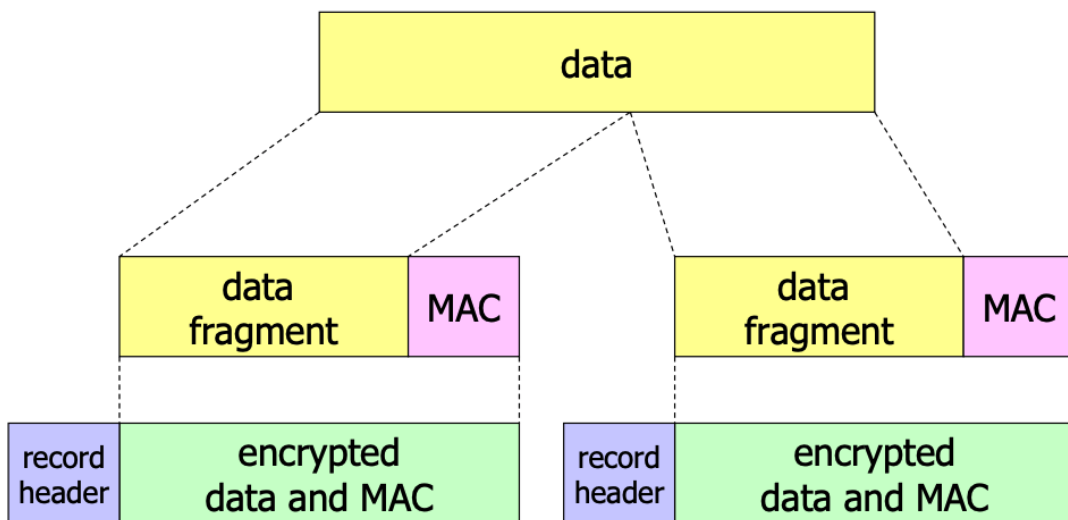 data
data
fragment
MAC
data
fragment
MAC
record
header
encrypted
data and MAC
record
header
encrypted
data and MAC